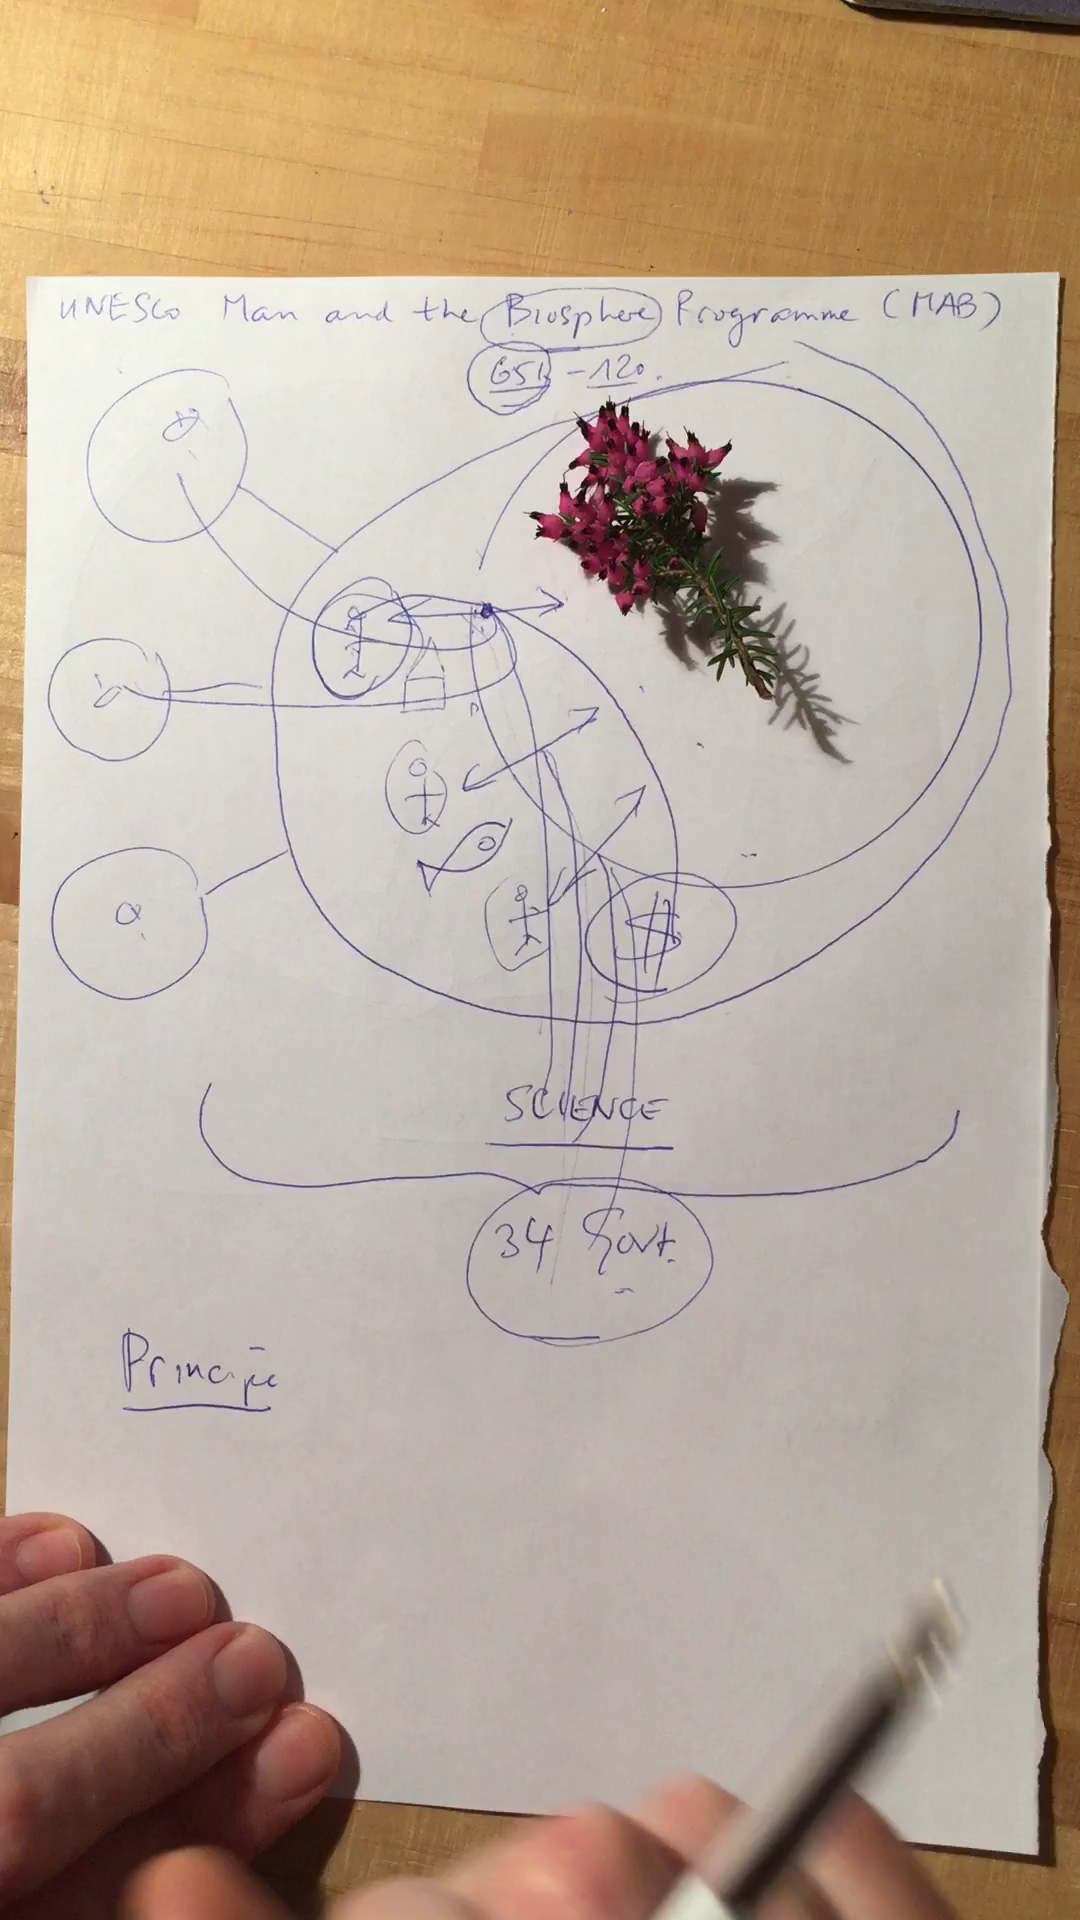 UNESCO Man and the Biosphere Programme (MAB)
651 - 120.
SCIENCE
34 Govt.
Principe